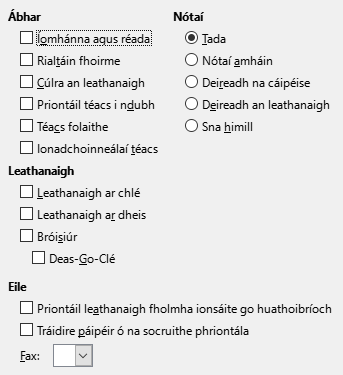 Ábhar
Iomhánna agus réada
Rialtáin fhoirme
Cúlra an leathanaigh
Priontáil téacs i ndubh
Téacs folaithe
Ionadchoinneálaí téacs
Nótaí
Tada
Nótaí amháin
Deireadh na cáipéise
Deireadh an leathanaigh
Sna himill
Leathanaigh
Leathanaigh ar chlé
Leathanaigh ar dheis
Bróisiúr
Deas-Go-Clé
Eile
Priontáil leathanaigh fholmha ionsáite go huathoibríoch
Tráidire páipéir ó na socruithe phriontála
Fax: